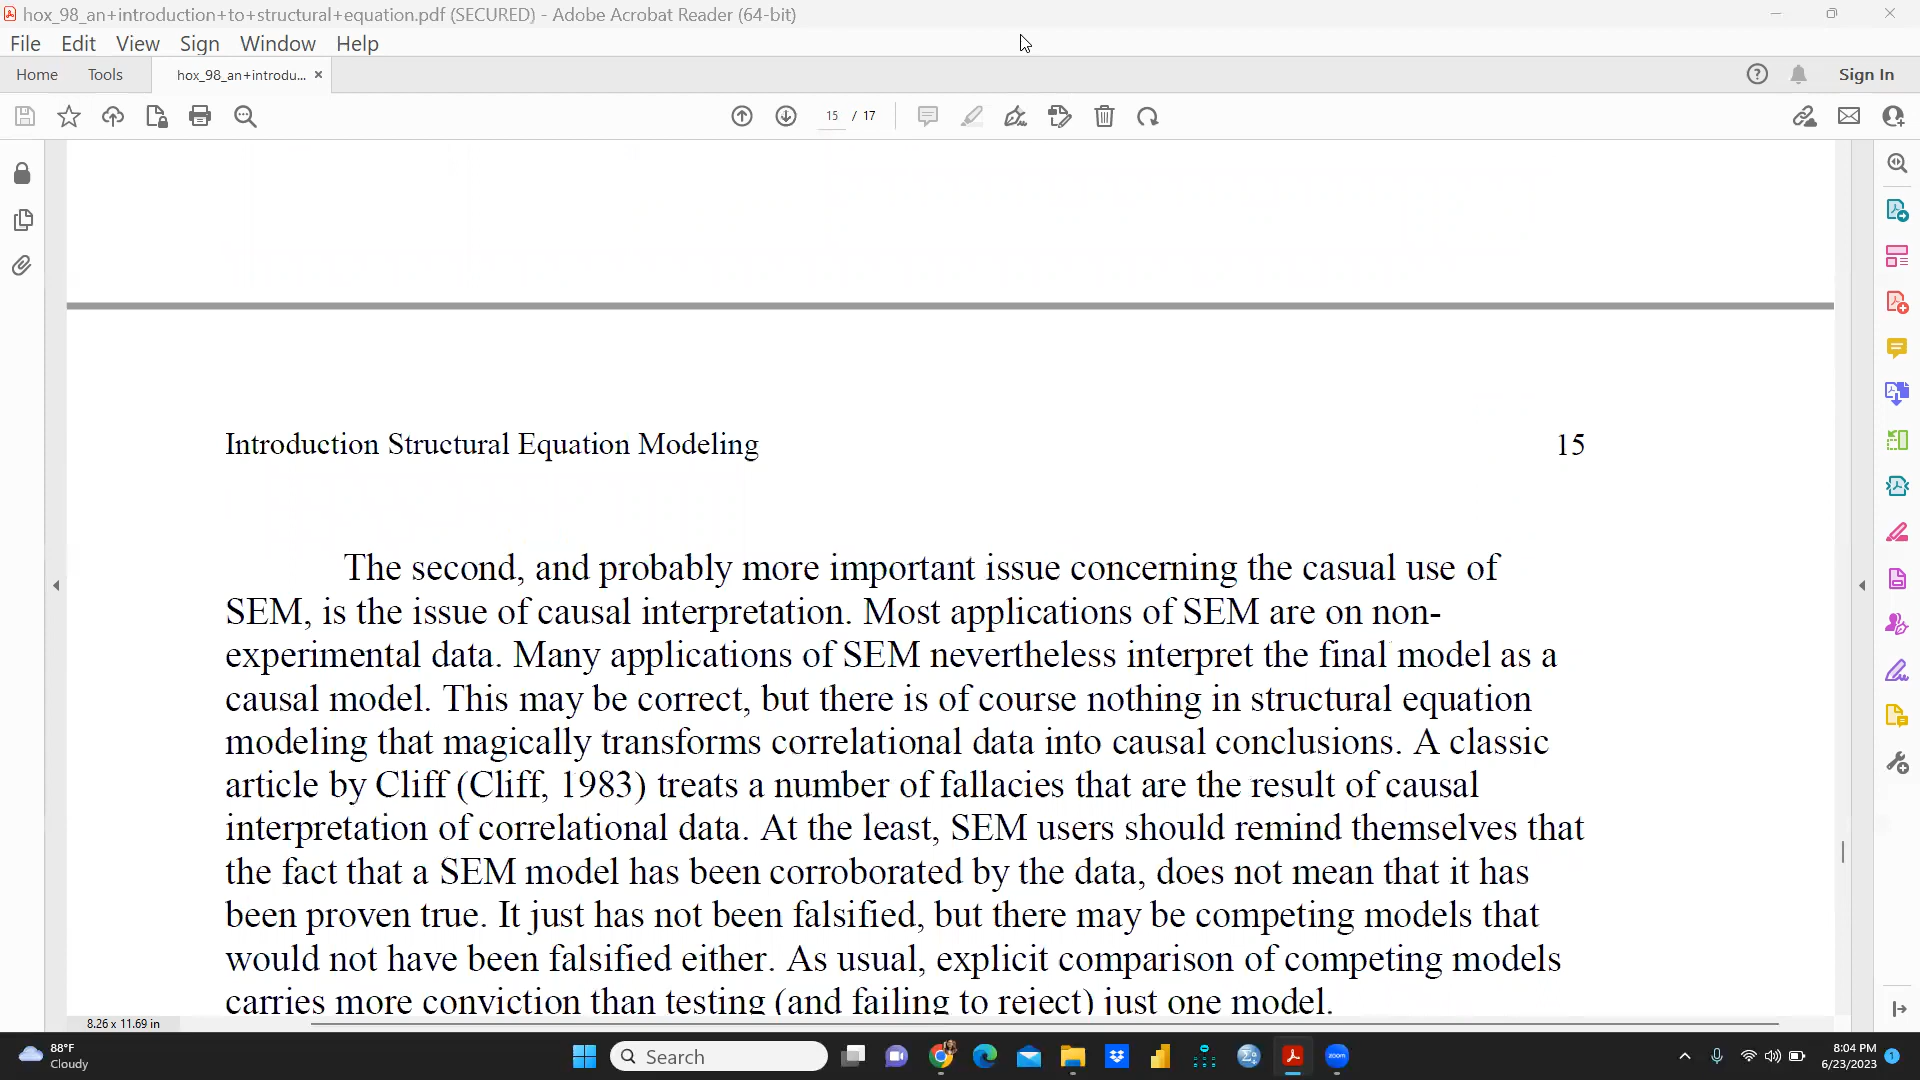 hox_98_an+introduction+to+structural+equation.pdf (SECURED) - Adobe Acrobat Reader (64-bit)
File Edit View Sign Window Help
Home Tools hox_98_an+introdu... × Sign In
15 / 17
Introduction Structural Equation Modeling 15
The second, and probably more important issue concerning the casual use of
SEM, is the issue of causal interpretation. Most applications of SEM are on non-
experimental data. Many applications of SEM nevertheless interpret the final model as a
causal model. This may be correct, but there is of course nothing in structural equation
modeling that magically transforms correlational data into causal conclusions. A classic
article by Cliff (Cliff, 1983) treats a number of fallacies that are the result of causal
interpretation of correlational data. At the least, SEM users should remind themselves that
the fact that a SEM model has been corroborated by the data, does not mean that it has
been proven true. It just has not been falsified, but there may be competing models that
would not have been falsified either. As usual, explicit comparison of competing models
carries more conviction than testing (and failing to reject) just one model.
8.26 x 11.69 in
88°F
Cloudy
Search
zoom
8:04 PM
6/23/2023
1